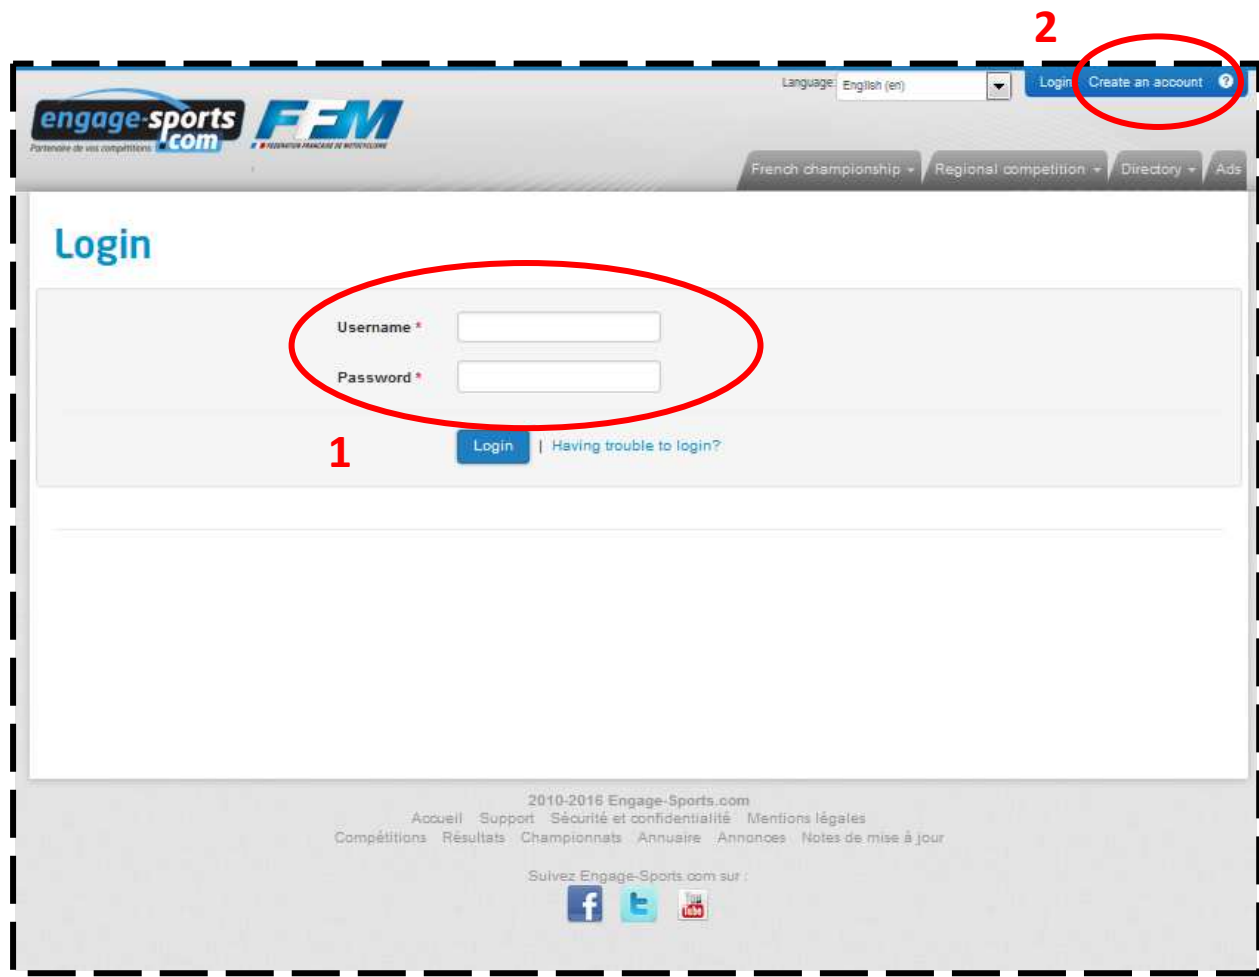 2
Language: English (en) Login Create an account ?
engage-sports
.com
Partenaire de vos compétitions
FFM
FEDERATION FRANCAISE DE MOTOCYCLISME
French championship Regional competition Directory Ads
Login
Username *
Password *
1
Login | Having trouble to login?
2010-2016 Engage-Sports.com
Accueil Support Sécurité et confidentialité Mentions légales
Compétitions Résultats Championnats Annuaire Annonces Notes de mise à jour
Suivez Engage-Sports.com sur :
f t You Tube